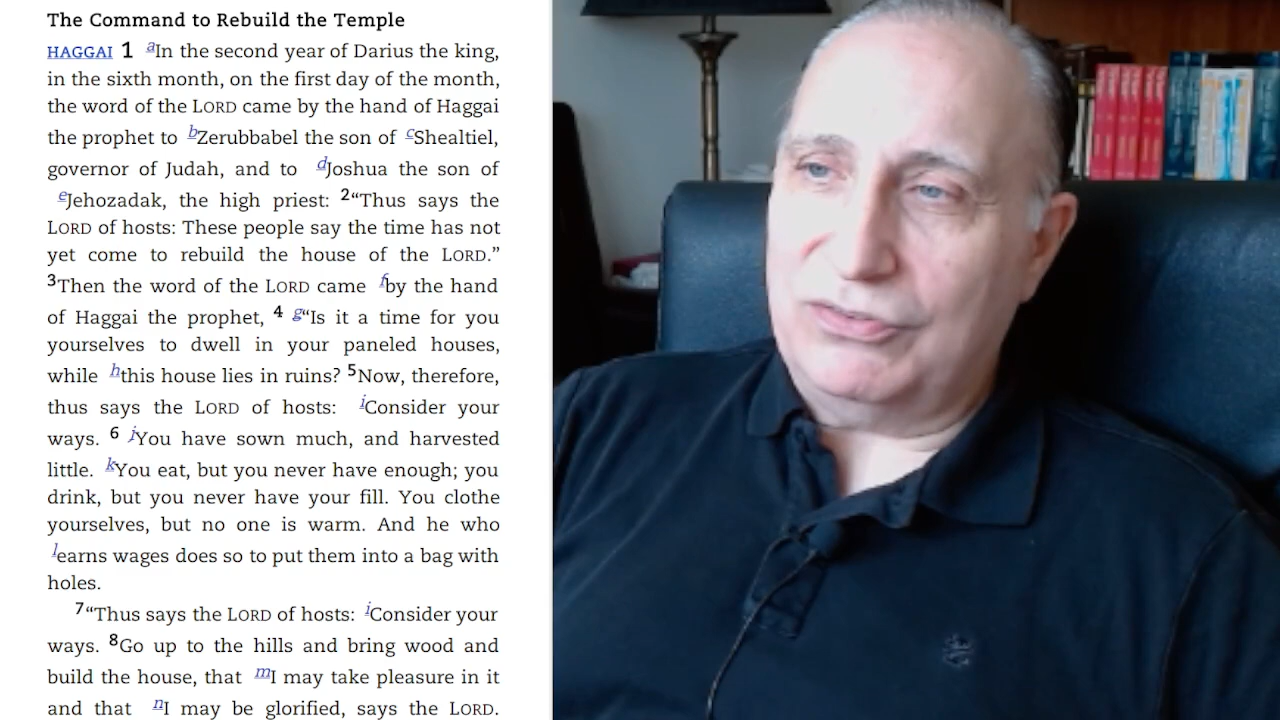 The Command to Rebuild the Temple
HAGGAI 1 aIn the second year of Darius the king,
in the sixth month, on the first day of the month,
the word of the LORD came by the hand of Haggai
the prophet to bZerubbabel the son of cShealtiel,
governor of Judah, and to dJoshua the son of
eJehozadak, the high priest: 2“Thus says the
LORD of hosts: These people say the time has not
yet come to rebuild the house of the LORD.”
3Then the word of the LORD came fby the hand
of Haggai the prophet, 4 g“Is it a time for you
yourselves to dwell in your paneled houses,
while hthis house lies in ruins? 5Now, therefore,
thus says the LORD of hosts: iConsider your
ways. 6 jYou have sown much, and harvested
little. kYou eat, but you never have enough; you
drink, but you never have your fill. You clothe
yourselves, but no one is warm. And he who
learns wages does so to put them into a bag with
holes.
7“Thus says the LORD of hosts: iConsider your
ways. 8Go up to the hills and bring wood and
build the house, that mI may take pleasure in it
and that nI may be glorified, says the LORD.